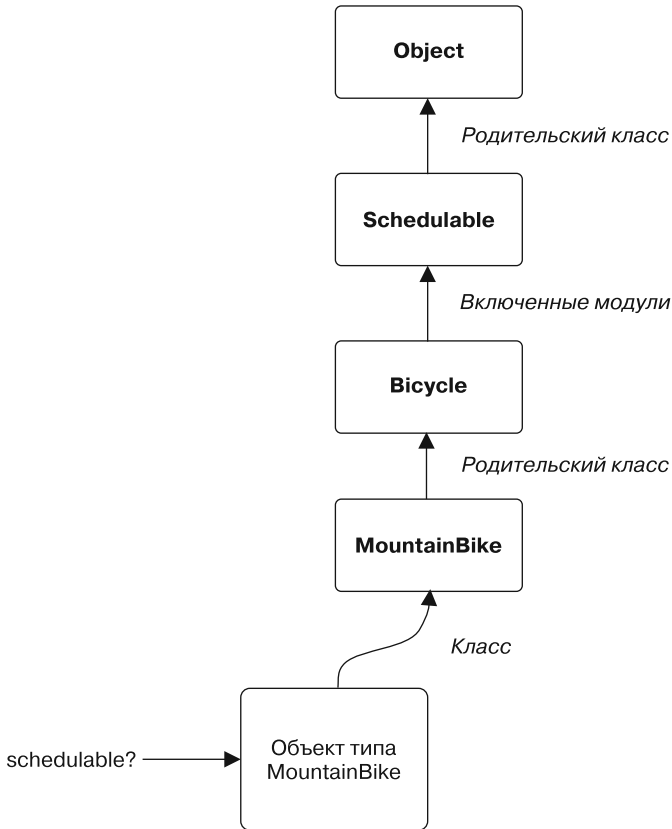 Object
Родительский класс
Schedulable
Включенные модули
Bicycle
Родительский класс
MountainBike
Класс
schedulable?
Объект типа
MountainBike